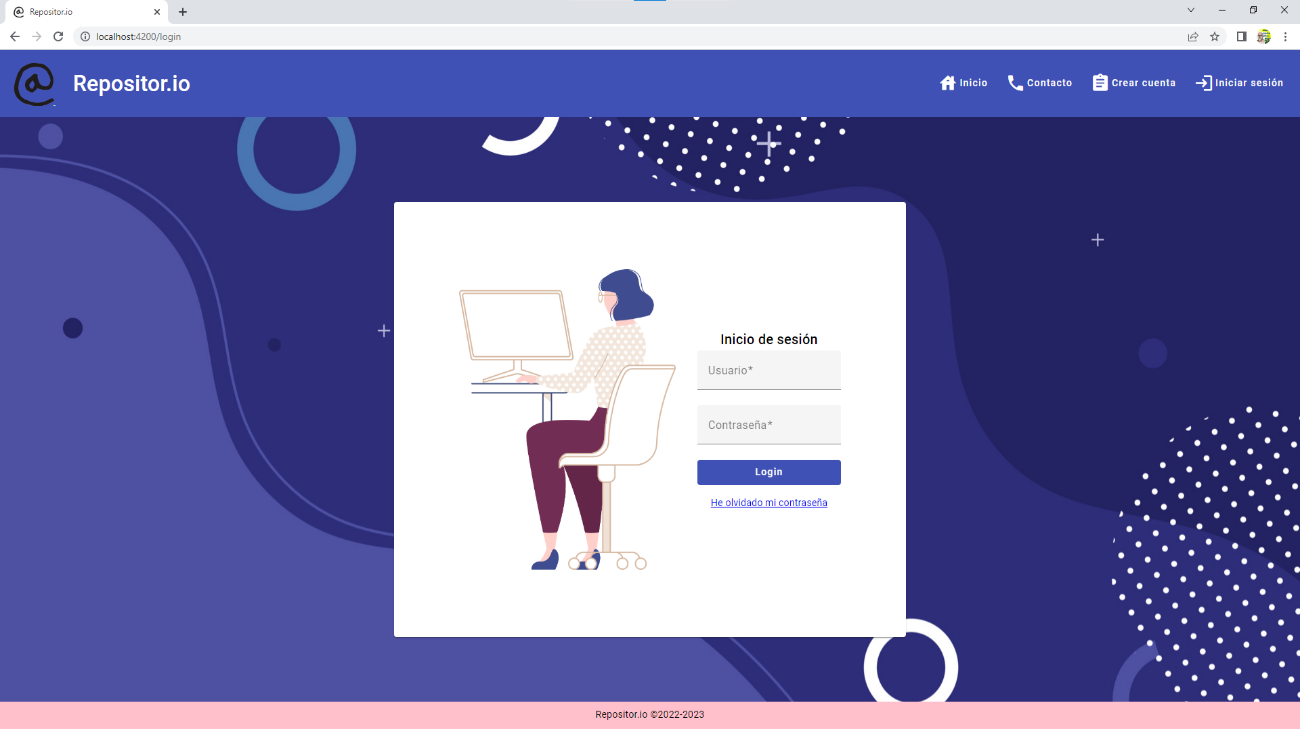 Repositor.io
localhost:4200/login
Repositor.io
Inicio
Contacto
Crear cuenta
Iniciar sesión
Inicio de sesión
Usuario*
Contraseña*
Login
He olvidado mi contraseña
Repositor.io ©2022-2023